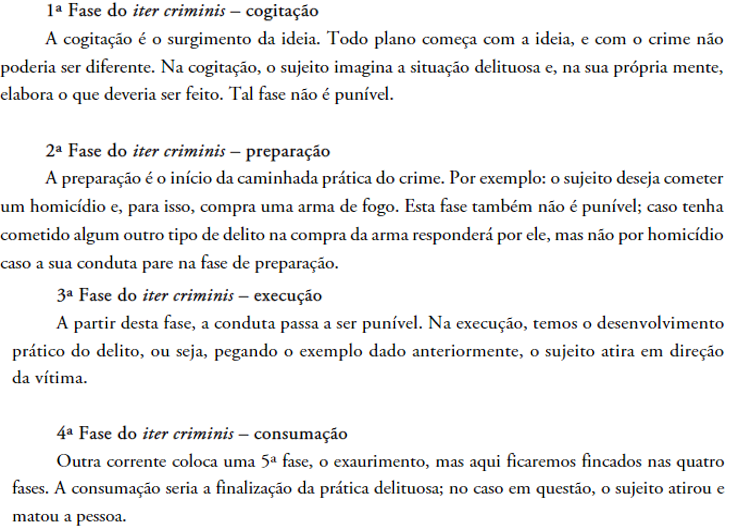 1ª Fase do iter criminis – cogitação
A cogitação é o surgimento da ideia. Todo plano começa com a ideia, e com o crime não
poderia ser diferente. Na cogitação, o sujeito imagina a situação delituosa e, na sua própria mente,
elabora o que deveria ser feito. Tal fase não é punível.
2ª Fase do iter criminis – preparação
A preparação é o início da caminhada prática do crime. Por exemplo: o sujeito deseja cometer
um homicídio e, para isso, compra uma arma de fogo. Esta fase também não é punível; caso tenha
cometido algum outro tipo de delito na compra da arma responderá por ele, mas não por homicídio
caso a sua conduta pare na fase de preparação.
3ª Fase do iter criminis – execução
A partir desta fase, a conduta passa a ser punível. Na execução, temos o desenvolvimento
prático do delito, ou seja, pegando o exemplo dado anteriormente, o sujeito atira em direção
da vítima.
4ª Fase do iter criminis – consumação
Outra corrente coloca uma 5ª fase, o exaurimento, mas aqui ficaremos fincados nas quatro
fases. A consumação seria a finalização da prática delituosa; no caso em questão, o sujeito atirou e
matou a pessoa.